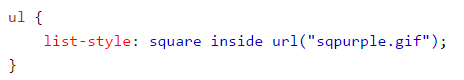 ul {
    list-style: square inside url("sqpurple.gif");
}